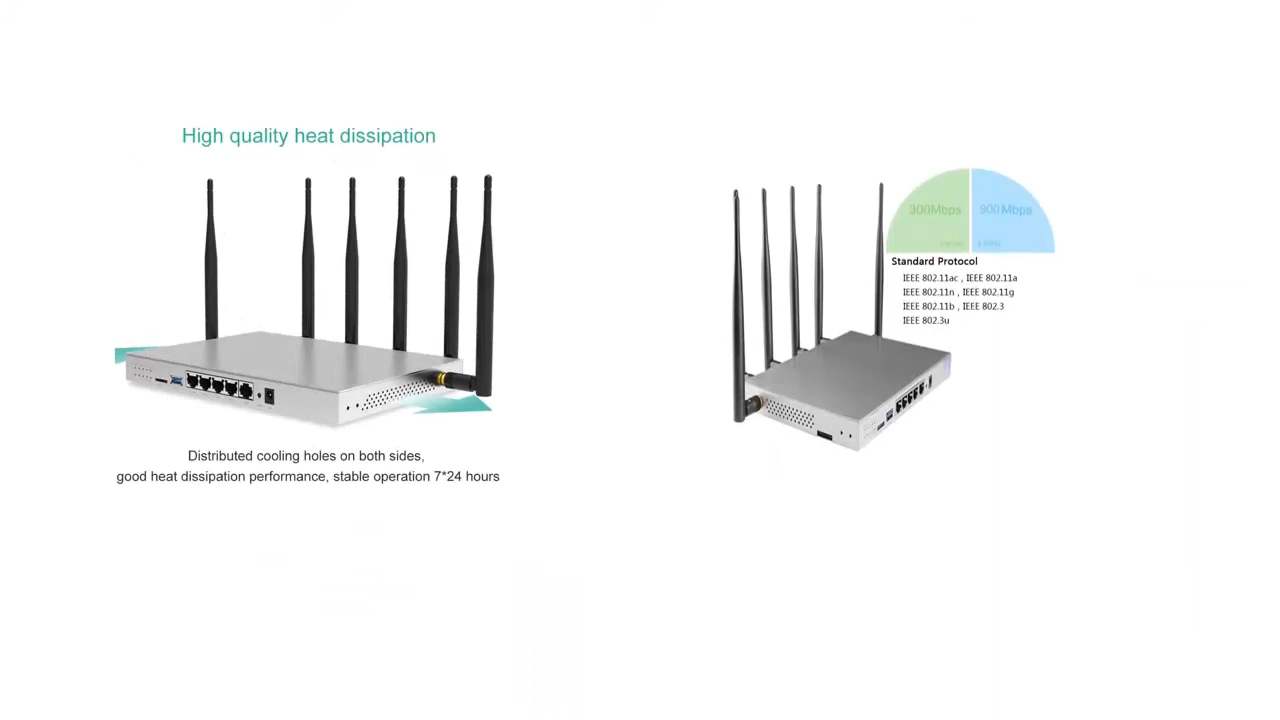 High quality heat dissipation
Distributed cooling holes on both sides,
good heat dissipation performance, stable operation 7*24 hours
300Mbps
900Mbps
Standard Protocol
IEEE 802.11ac , IEEE 802.11a
IEEE 802.11n , IEEE 802.11g
IEEE 802.11b , IEEE 802.3
IEEE 802.3u